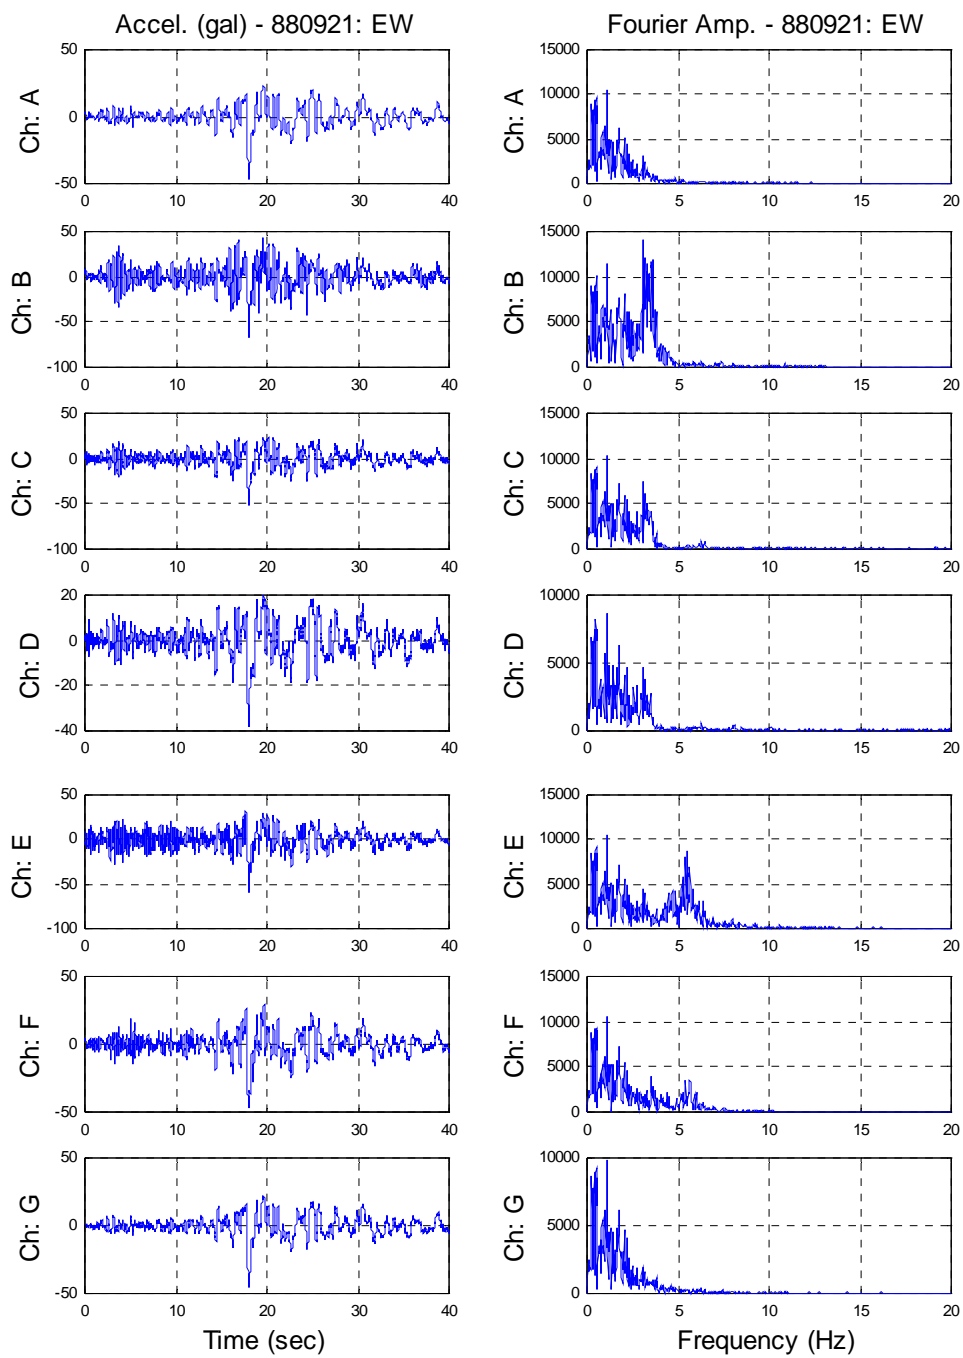 Accel. (gal) - 880921: EW
Fourier Amp. - 880921: EW
Ch: A
50
0
-50
0 10 20 30 40
Ch: A
15000
10000
5000
0
0 5 10 15 20
Ch: B
50
0
-50
-100
0 10 20 30 40
Ch: B
15000
10000
5000
0
0 5 10 15 20
Ch: C
50
0
-50
-100
0 10 20 30 40
Ch: C
15000
10000
5000
0
0 5 10 15 20
Ch: D
20
0
-20
-40
0 10 20 30 40
Ch: D
10000
5000
0
0 5 10 15 20
Ch: E
50
0
-50
-100
0 10 20 30 40
Ch: E
15000
10000
5000
0
0 5 10 15 20
Ch: F
50
0
-50
0 10 20 30 40
Ch: F
15000
10000
5000
0
0 5 10 15 20
Ch: G
50
0
-50
0 10 20 30 40
Time (sec)
Ch: G
10000
5000
0
0 5 10 15 20
Frequency (Hz)